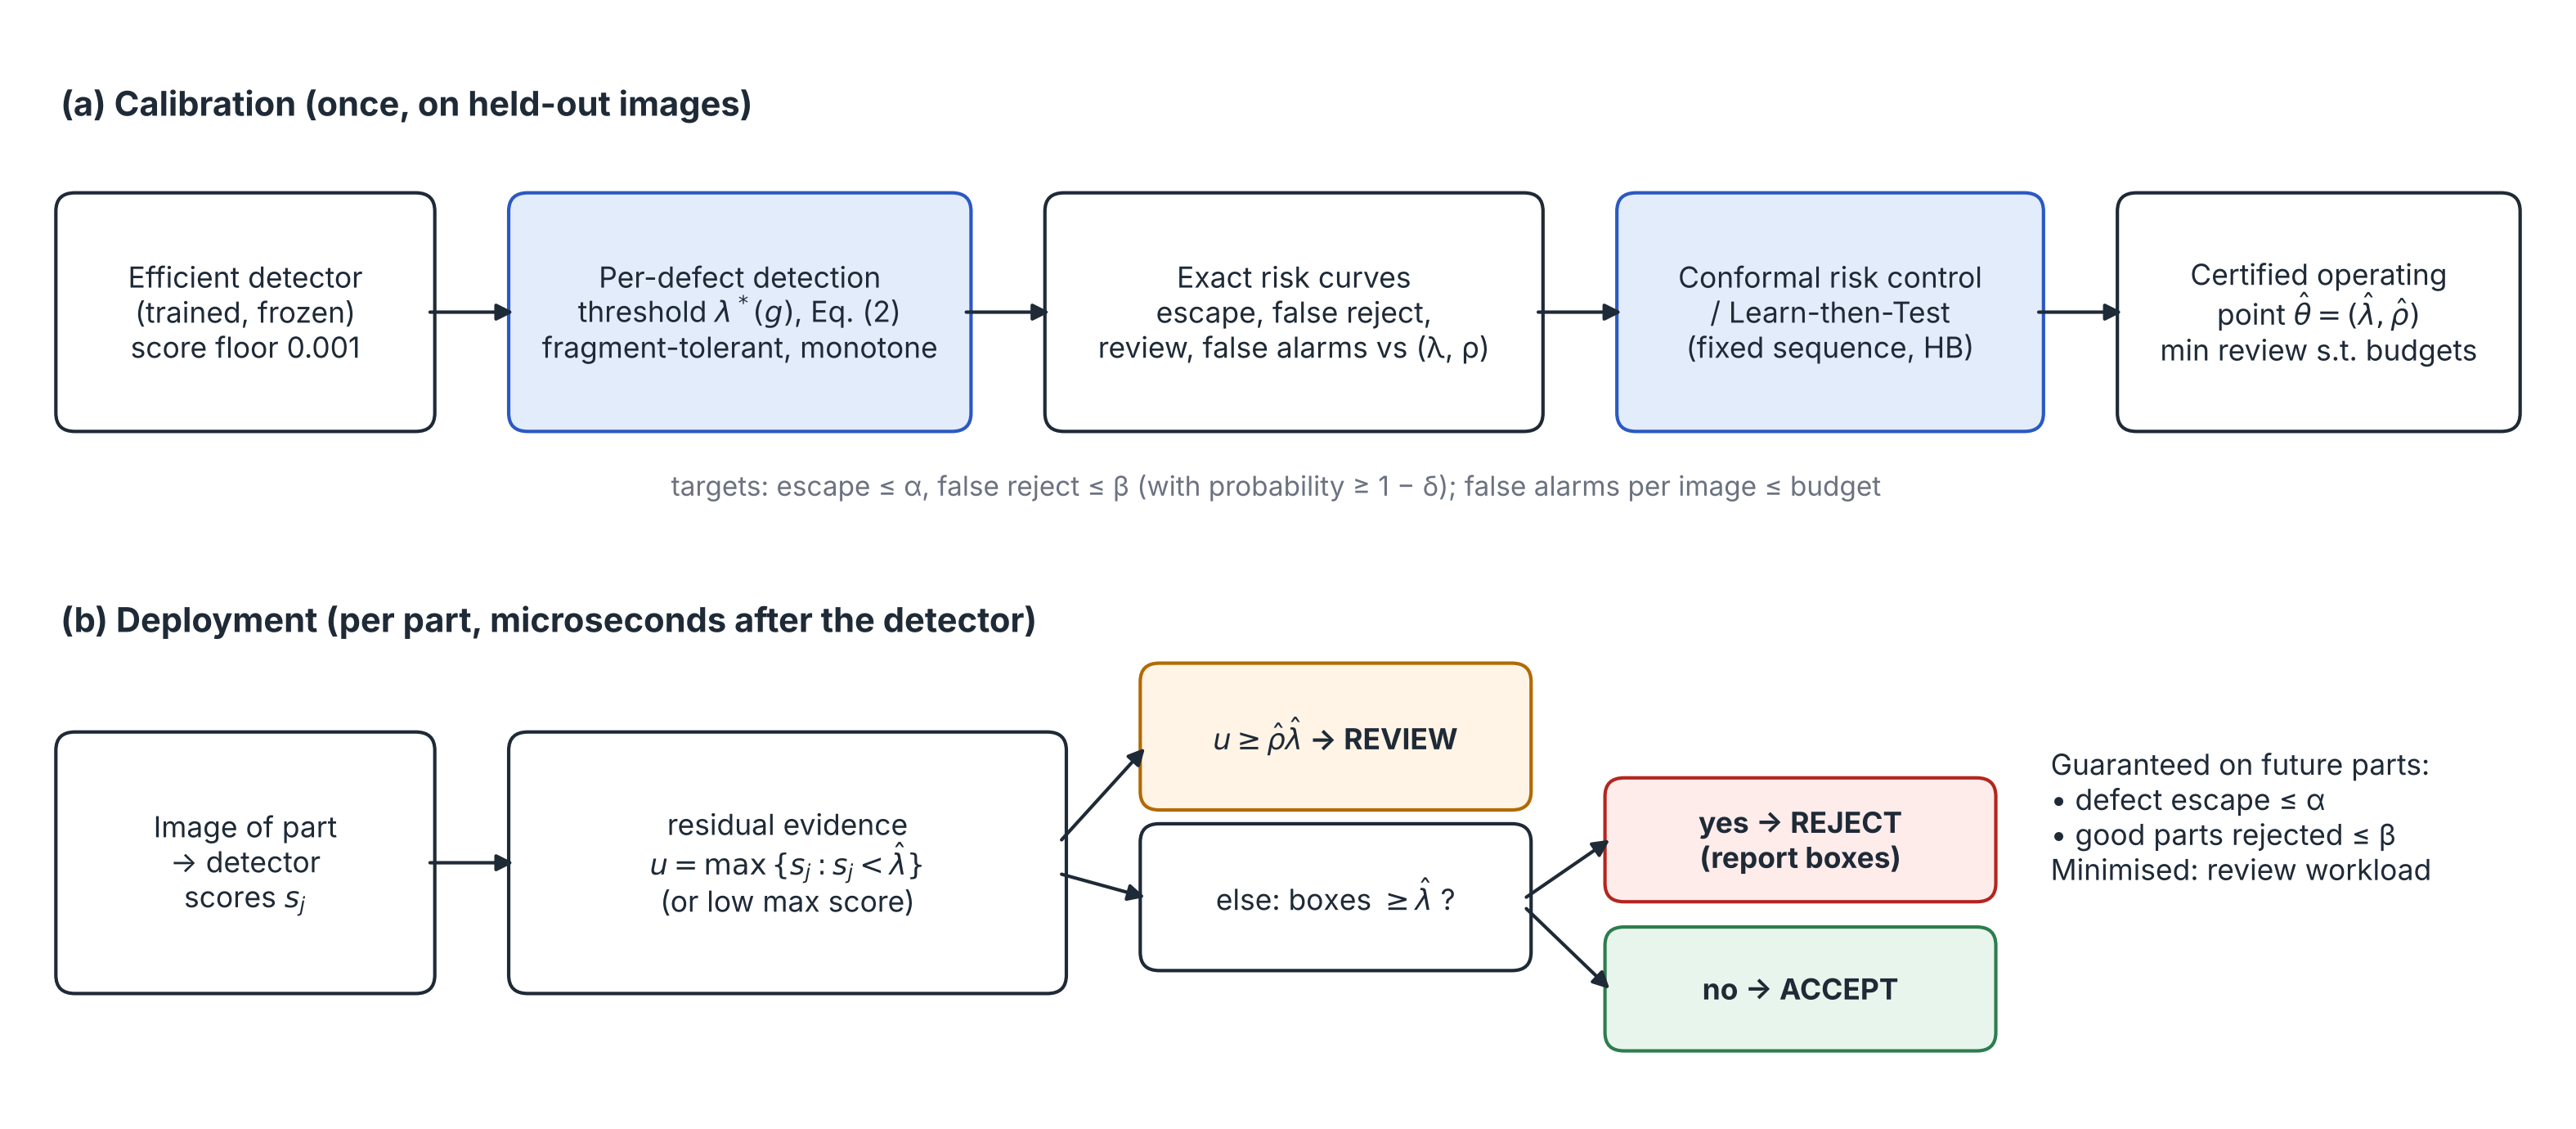 (a) Calibration (once, on held-out images)
Efficient detector
(trained, frozen)
score floor 0.001
Per-defect detection
threshold λ*(g), Eq. (2)
fragment-tolerant, monotone
Exact risk curves
escape, false reject,
review, false alarms vs (λ, ρ)
Conformal risk control
/ Learn-then-Test
(fixed sequence, HB)
Certified operating
point θ̂ = (λ̂, ρ̂)
min review s.t. budgets
targets: escape ≤ α, false reject ≤ β (with probability ≥ 1 − δ); false alarms per image ≤ budget
(b) Deployment (per part, microseconds after the detector)
Image of part
→ detector
scores sⱼ
residual evidence
u = max {sⱼ : sⱼ < λ̂}
(or low max score)
u ≥ ρ̂λ̂ → REVIEW
else: boxes ≥ λ̂ ?
yes → REJECT
(report boxes)
no → ACCEPT
Guaranteed on future parts:
• defect escape ≤ α
• good parts rejected ≤ β
Minimised: review workload